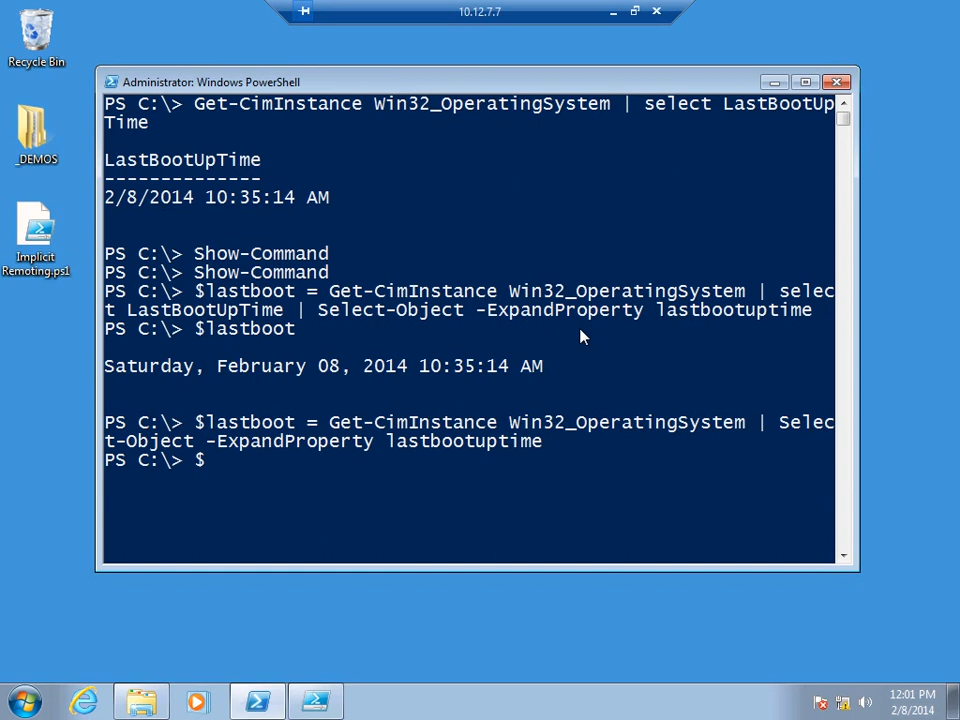 10.12.7.7
Recycle Bin
_DEMOS
Implicit
Remoting.ps1
Administrator: Windows PowerShell
PS C:\> Get-CimInstance Win32_OperatingSystem | select LastBootUp
Time
LastBootUpTime
--------------
2/8/2014 10:35:14 AM
PS C:\> Show-Command
PS C:\> Show-Command
PS C:\> $lastboot = Get-CimInstance Win32_OperatingSystem | selec
t LastBootUpTime | Select-Object -ExpandProperty lastbootuptime
PS C:\> $lastboot
Saturday, February 08, 2014 10:35:14 AM
PS C:\> $lastboot = Get-CimInstance Win32_OperatingSystem | Selec
t-Object -ExpandProperty lastbootuptime
PS C:\> $
12:01 PM
2/8/2014